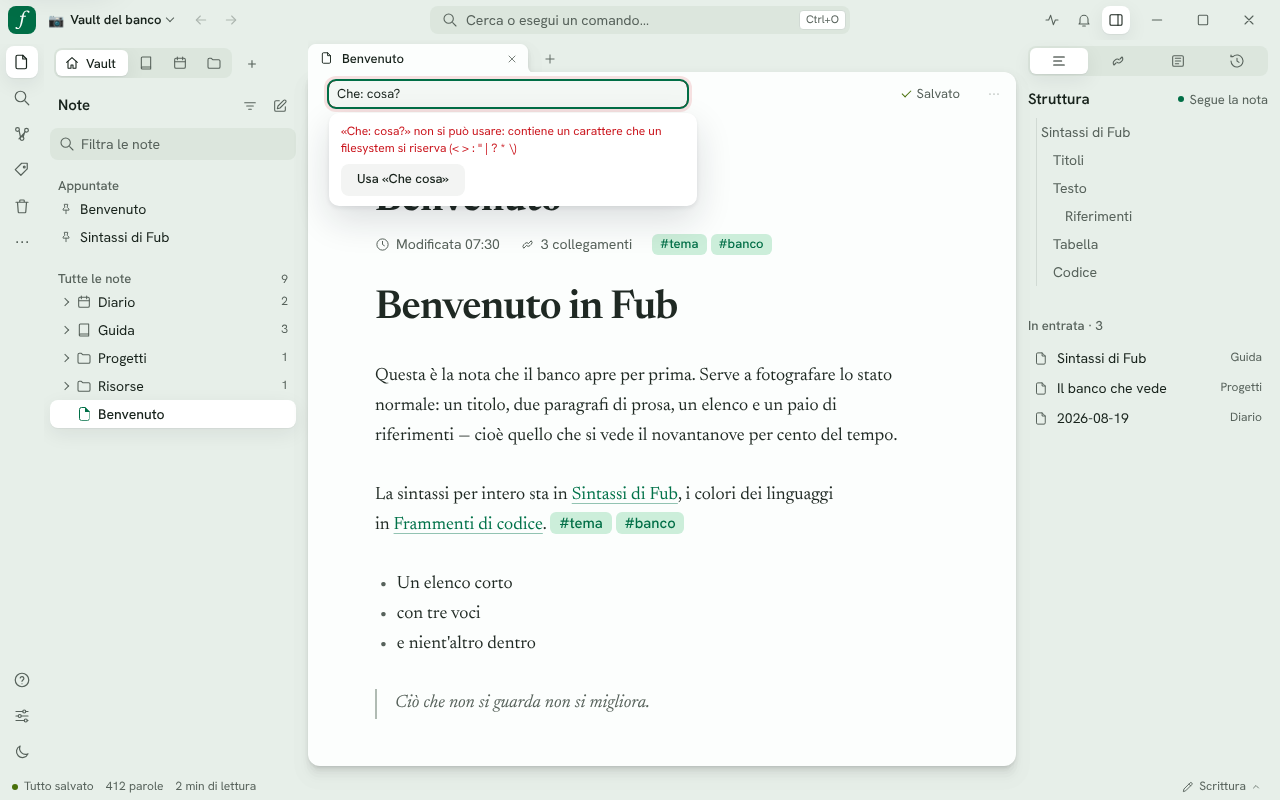 f
Vault del banco
Cerca o esegui un comando…
Ctrl+O
Vault
Note
Filtra le note
Appuntate
Benvenuto
Sintassi di Fub
Tutte le note 9
Diario 2
Guida 3
Progetti 1
Risorse 1
Benvenuto
Benvenuto
Che: cosa?
Salvato
«Che: cosa?» non si può usare: contiene un carattere che un
filesystem si riserva (< > : " | ? * \)
Usa «Che cosa»
Benvenuto
Modificata 07:30 3 collegamenti #tema #banco
Benvenuto in Fub
Questa è la nota che il banco apre per prima. Serve a fotografare lo stato
normale: un titolo, due paragrafi di prosa, un elenco e un paio di
riferimenti — cioè quello che si vede il novantanove per cento del tempo.
La sintassi per intero sta in Sintassi di Fub, i colori dei linguaggi
in Frammenti di codice. #tema #banco
• Un elenco corto
• con tre voci
• e nient'altro dentro
Ciò che non si guarda non si migliora.
Struttura
Segue la nota
Sintassi di Fub
Titoli
Testo
Riferimenti
Tabella
Codice
In entrata · 3
Sintassi di Fub Guida
Il banco che vede Progetti
2026-08-19 Diario
Tutto salvato 412 parole 2 min di lettura
Scrittura